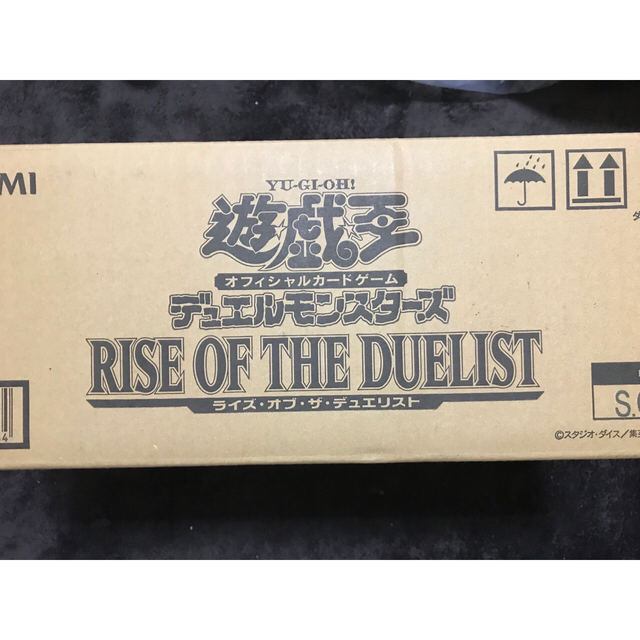 MI
YU-GI-OH!
遊戯王
オフィシャルカードゲーム
デュエルモンスターズ
RISE OF THE DUELIST
ライズ・オブ・ザ・デュエリスト
4
S.
©スタジオ・ダイス/集